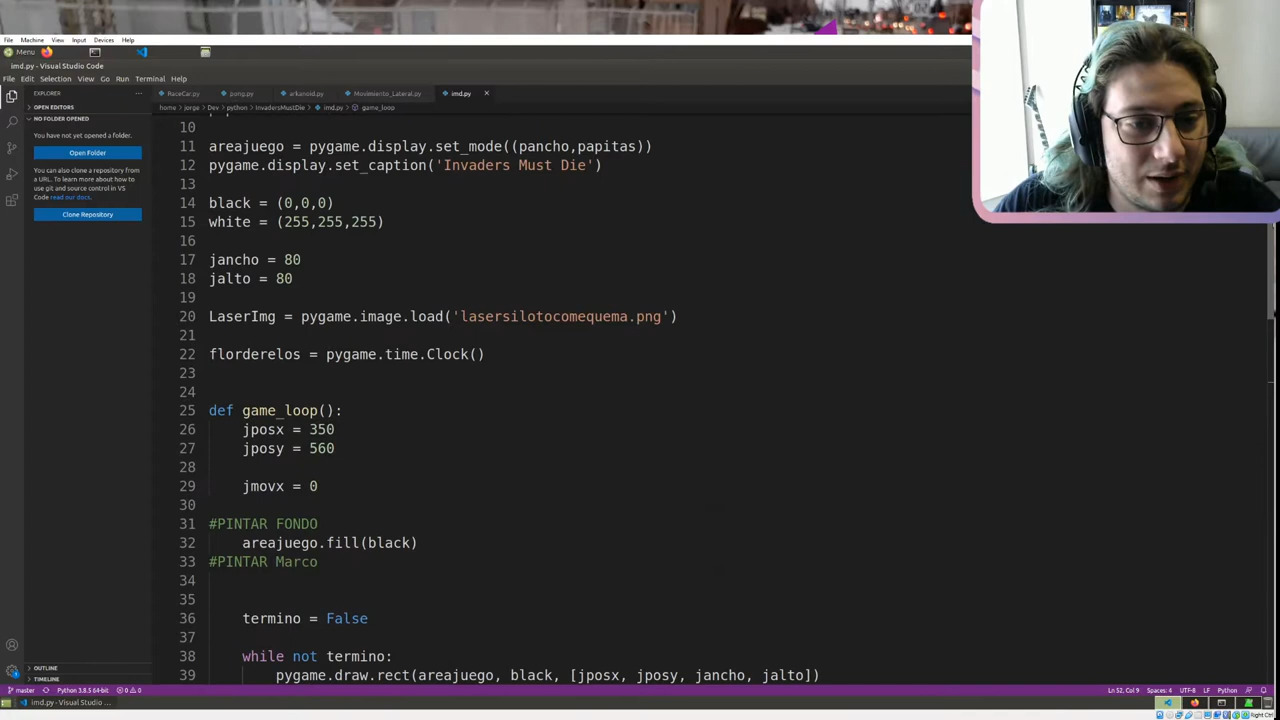 File Machine View Input Devices Help
Menu
imd.py - Visual Studio Code
File Edit Selection View Go Run Terminal Help
EXPLORER ···
RaceCar.py pong.py arkanoid.py Movimiento_Lateral.py imd.py
OPEN EDITORS
home > jorge > Dev > python > InvadersMustDie > imd.py > game_loop
NO FOLDER OPENED
You have not yet opened a folder.
Open Folder
You can also clone a repository
from a URL. To learn more about how to
use git and source control in VS
Code read our docs.
Clone Repository
10
11 areajuego = pygame.display.set_mode((pancho,papitas))
12 pygame.display.set_caption('Invaders Must Die')
13
14 black = (0,0,0)
15 white = (255,255,255)
16
17 jancho = 80
18 jalto = 80
19
20 LaserImg = pygame.image.load('lasersilotocomequema.png')
21
22 florderelos = pygame.time.Clock()
23
24
25 def game_loop():
26 jposx = 350
27 jposy = 560
28
29 jmovx = 0
30
31 #PINTAR FONDO
32 areajuego.fill(black)
33 #PINTAR Marco
34
35
36 termino = False
37
38 while not termino:
39 pygame.draw.rect(areajuego, black, [jposx, jposy, jancho, jalto])
OUTLINE
TIMELINE
master Python 3.8.5 64-bit 0 0 Ln 52, Col 9 Spaces: 4 UTF-8 LF Python
imd.py - Visual Studio ...
Right Ctrl